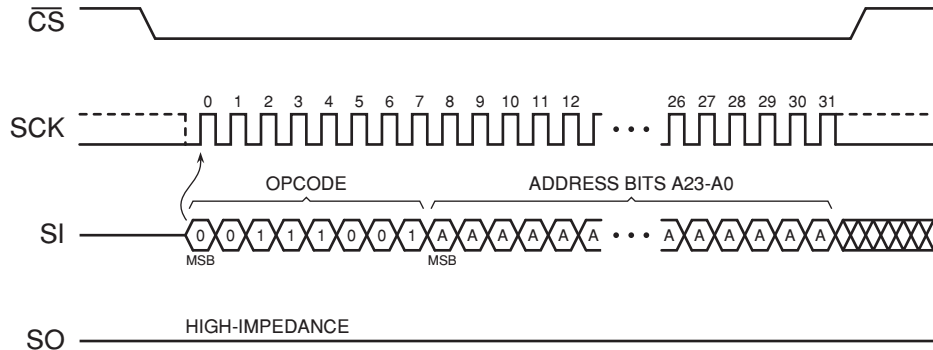 CS
0 1 2 3 4 5 6 7 8 9 10 11 12 26 27 28 29 30 31
SCK
OPCODE ADDRESS BITS A23-A0
SI 0 0 1 1 1 0 0 1 A A A A A A A A A A A A
MSB MSB
HIGH-IMPEDANCE
SO